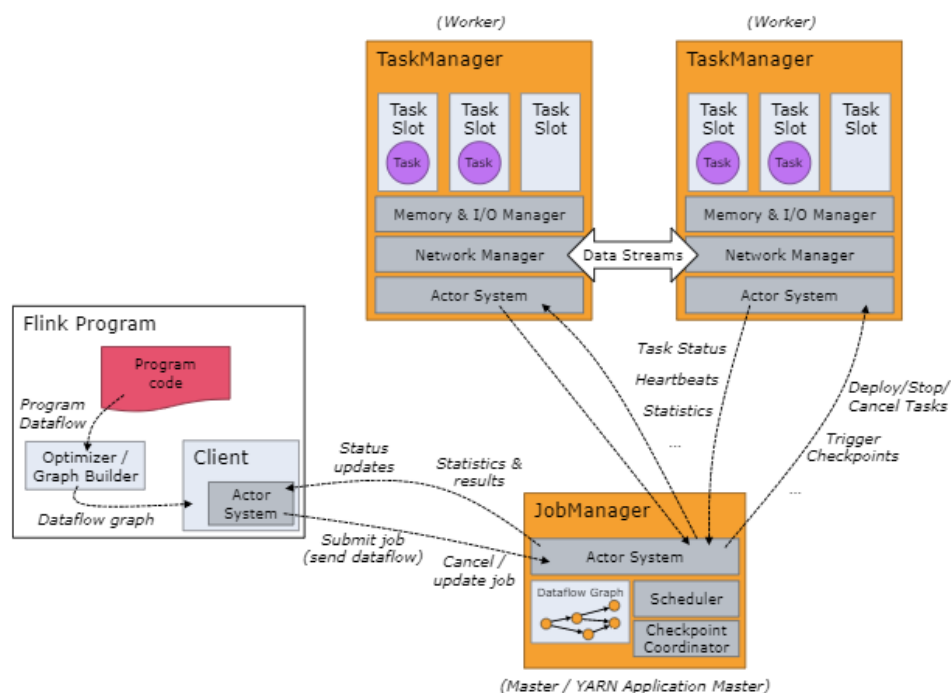 (Worker)
(Worker)
TaskManager
TaskManager
Task
Slot
Task
Slot
Task
Slot
Task
Slot
Task
Slot
Task
Slot
Task
Task
Task
Task
Memory & I/O Manager
Memory & I/O Manager
Network Manager
Data Streams
Network Manager
Actor System
Actor System
Flink Program
Program
code
Program
Dataflow
Optimizer /
Graph Builder
Dataflow graph
Client
Actor
System
Status
updates
Statistics &
results
Submit job
(send dataflow)
Cancel /
update job
Task Status
Heartbeats
Statistics
...
Deploy/Stop/
Cancel Tasks
Trigger
Checkpoints
...
JobManager
Actor System
Dataflow Graph
Scheduler
Checkpoint
Coordinator
(Master / YARN Application Master)